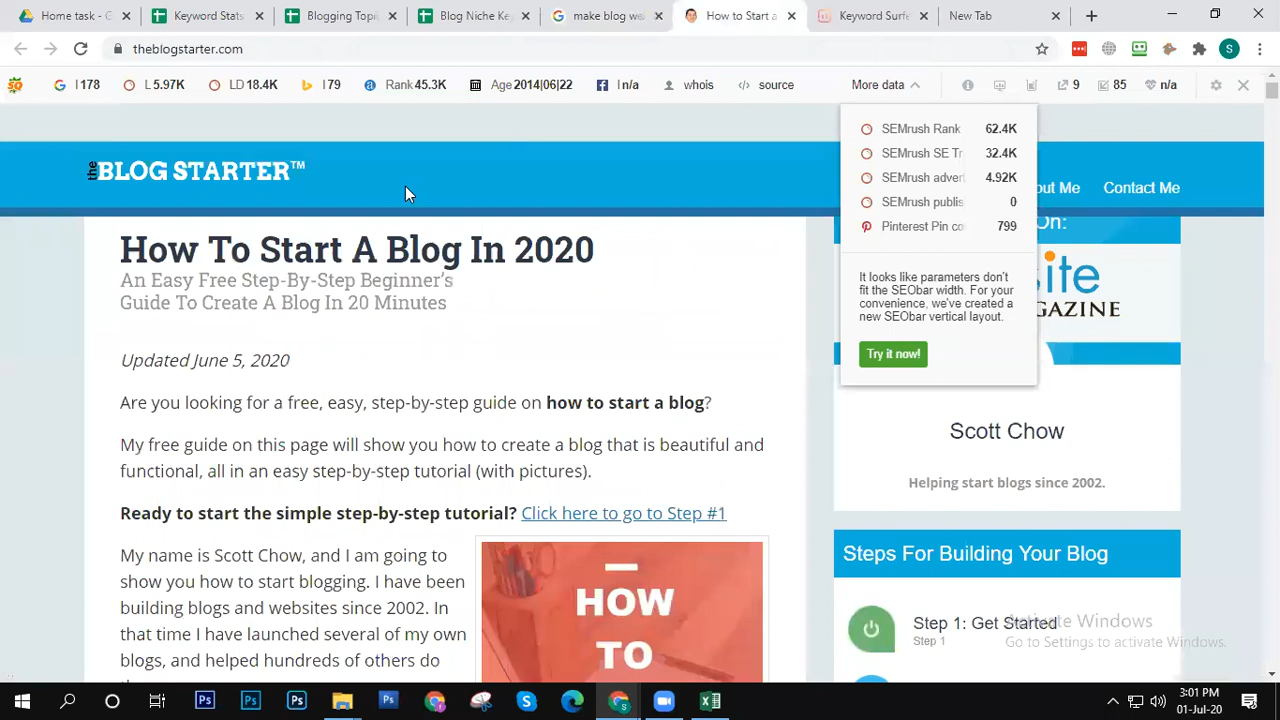 Home task - G
Keyword Stats
Blogging Topi
Blog Niche Key
make blog we
How to Start a
Keyword Surfe
New Tab
theblogstarter.com
S
SQ
I 178
L 5.97K
LD 18.4K
I 79
Rank 45.3K
Age 2014|06|22
I n/a
whois
source
More data
9
85
n/a
SEMrush Rank 62.4K
SEMrush SE Tr 32.4K
SEMrush adver 4.92K
SEMrush publis 0
Pinterest Pin co 799
It looks like parameters don't
fit the SEObar width. For your
convenience, we've created a
new SEObar vertical layout.
Try it now!
the BLOG STARTER™
out Me
Contact Me
How To Start A Blog In 2020
An Easy Free Step-By-Step Beginner's
Guide To Create A Blog In 20 Minutes
Updated June 5, 2020
Are you looking for a free, easy, step-by-step guide on how to start a blog?
My free guide on this page will show you how to create a blog that is beautiful and
functional, all in an easy step-by-step tutorial (with pictures).
Ready to start the simple step-by-step tutorial? Click here to go to Step #1
My name is Scott Chow, and I am going to
show you how to start blogging. I have been
building blogs and websites since 2002. In
that time I have launched several of my own
blogs, and helped hundreds of others do
HOW
TO
On:
site
AGAZINE
Scott Chow
Helping start blogs since 2002.
Steps For Building Your Blog
Step 1: Get Started
Step 1
Activate Windows
Go to Settings to activate Windows.
3:01 PM
01-Jul-20